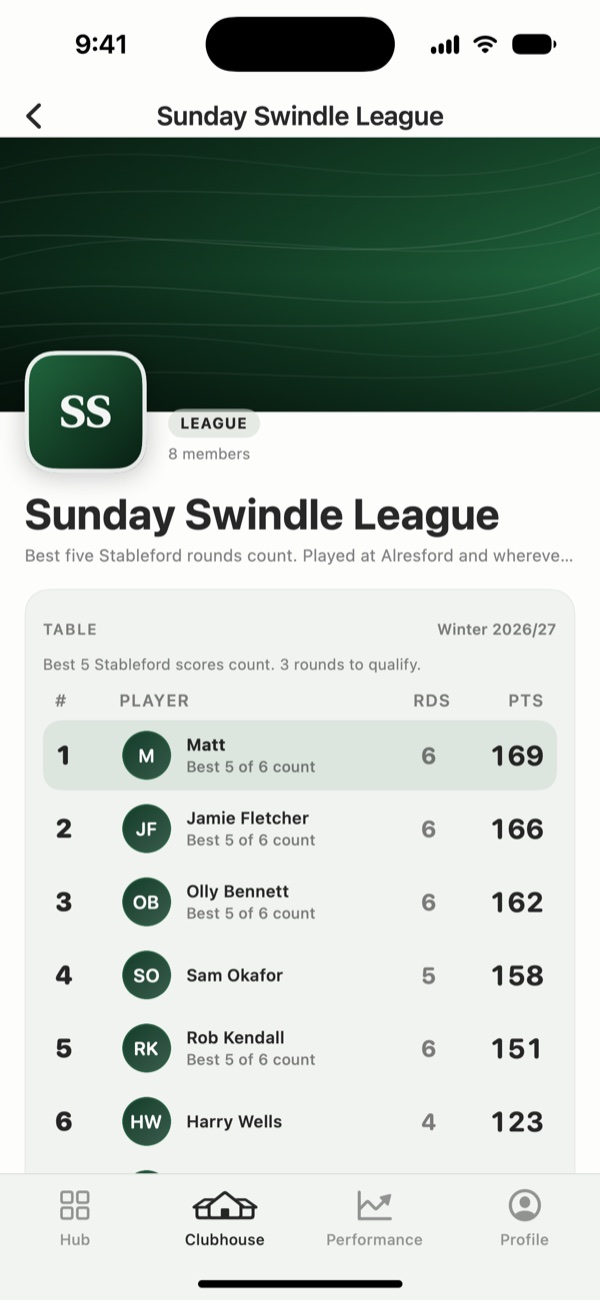 9:41
Sunday Swindle League
SS
LEAGUE
8 members
Sunday Swindle League
Best five Stableford rounds count. Played at Alresford and whereve...
TABLE Winter 2026/27
Best 5 Stableford scores count. 3 rounds to qualify.
# PLAYER RDS PTS
1 M Matt 6 169
Best 5 of 6 count
2 JF Jamie Fletcher 6 166
Best 5 of 6 count
3 OB Olly Bennett 6 162
Best 5 of 6 count
4 SO Sam Okafor 5 158
5 RK Rob Kendall 6 151
Best 5 of 6 count
6 HW Harry Wells 4 123
Hub Clubhouse Performance Profile